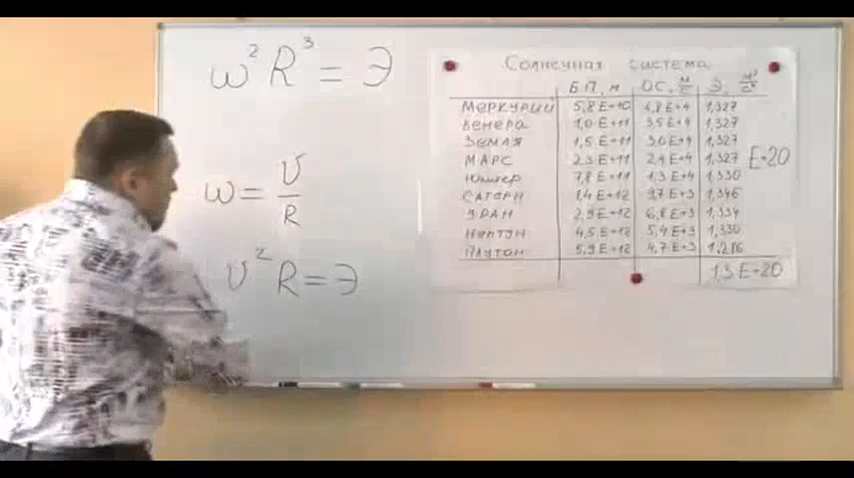 ω²R³=Э
ω=V/R
V²R=Э
Солнечная система
Б П, м ОС, м/с Э, м³/с²
Меркурий 5,8 E+10 4,8 E+4 1,327
Венера 1,0 E+11 3,5 E+4 1,327
Земля 1,5 E+11 3,0 E+4 1,327
МАРС 2,3 E+11 2,4 E+4 1,327
E+20
Юпитер 7,8 E+11 1,3 E+4 1,330
САТУРН 1,4 E+12 9,7 E+3 1,346
УРАН 2,9 E+12 6,8 E+3 1,334
Нептун 4,5 E+12 5,4 E+3 1,330
Плутон 5,9 E+12 4,7 E+3
1,3 E+20